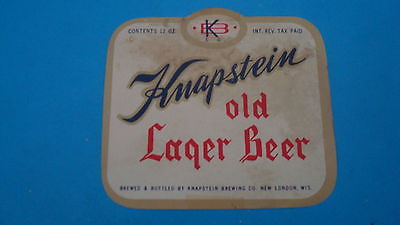 CONTENTS 12 OZ. KB INT. REV. TAX PAID
Knapstein
old
Lager Beer
BREWED & BOTTLED BY KNAPSTEIN BREWING CO. NEW LONDON, WIS.